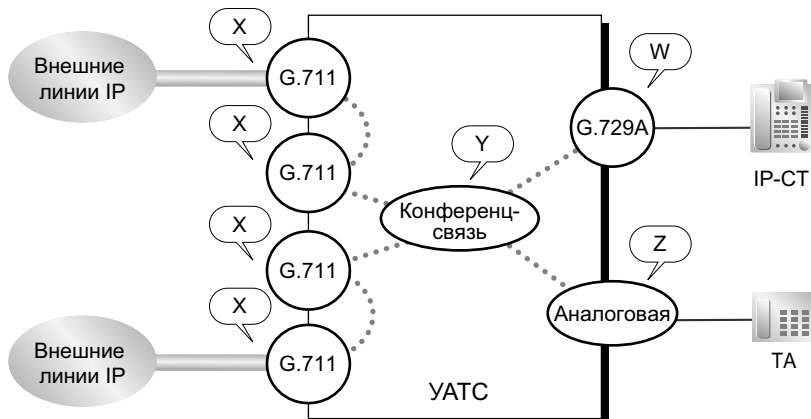 X
Внешние
линии IP
G.711
X
G.711
W
G.729A
IP-СТ
Y
Конференц-
связь
X
G.711
Z
Аналоговая
ТА
X
Внешние
линии IP
G.711
УАТС